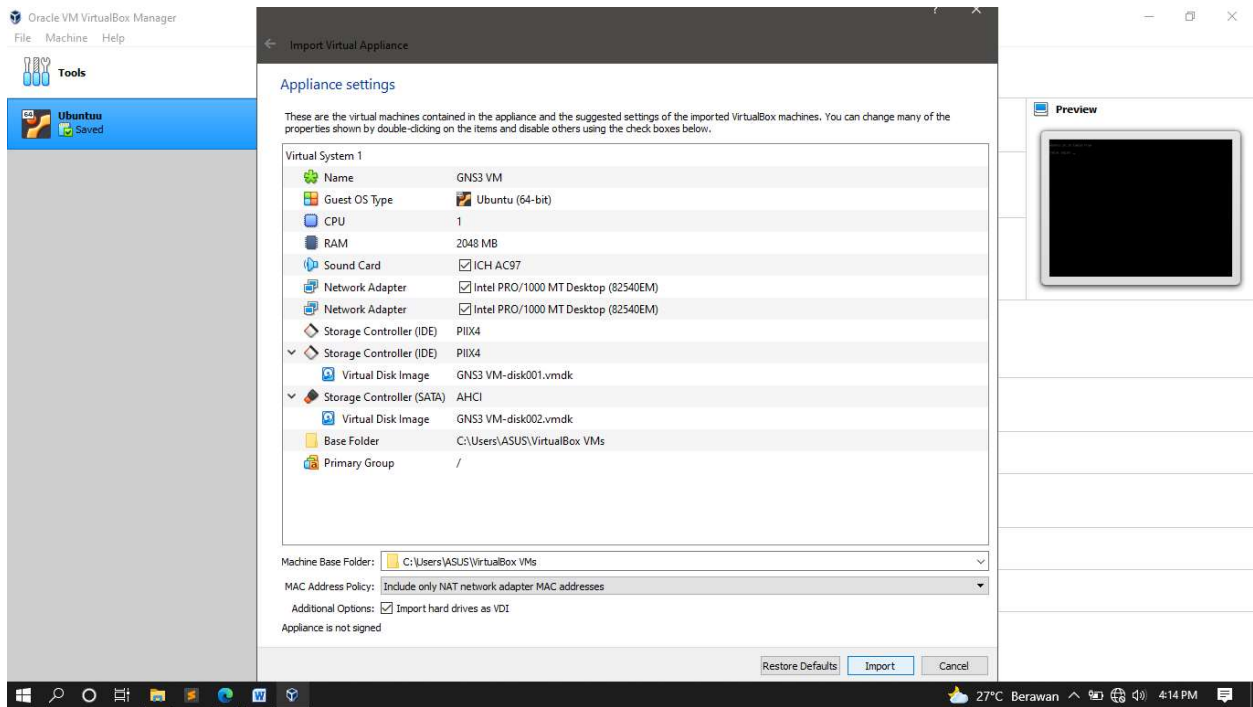 Oracle VM VirtualBox Manager
? ×
File Machine Help
Import Virtual Appliance
Tools
Appliance settings
64 Ubuntuu
Saved
These are the virtual machines contained in the appliance and the suggested settings of the imported VirtualBox machines. You can change many of the
properties shown by double-clicking on the items and disable others using the check boxes below.
Preview
Virtual System 1
Name GNS3 VM
Guest OS Type Ubuntu (64-bit)
CPU 1
RAM 2048 MB
Sound Card ICH AC97
Network Adapter Intel PRO/1000 MT Desktop (82540EM)
Network Adapter Intel PRO/1000 MT Desktop (82540EM)
Storage Controller (IDE) PIIX4
Storage Controller (IDE) PIIX4
Virtual Disk Image GNS3 VM-disk001.vmdk
Storage Controller (SATA) AHCI
Virtual Disk Image GNS3 VM-disk002.vmdk
Base Folder C:\Users\ASUS\VirtualBox VMs
Primary Group /
Machine Base Folder: C:\Users\ASUS\VirtualBox VMs
MAC Address Policy: Include only NAT network adapter MAC addresses
Additional Options: Import hard drives as VDI
Appliance is not signed
Restore Defaults Import Cancel
27°C Berawan 4:14 PM